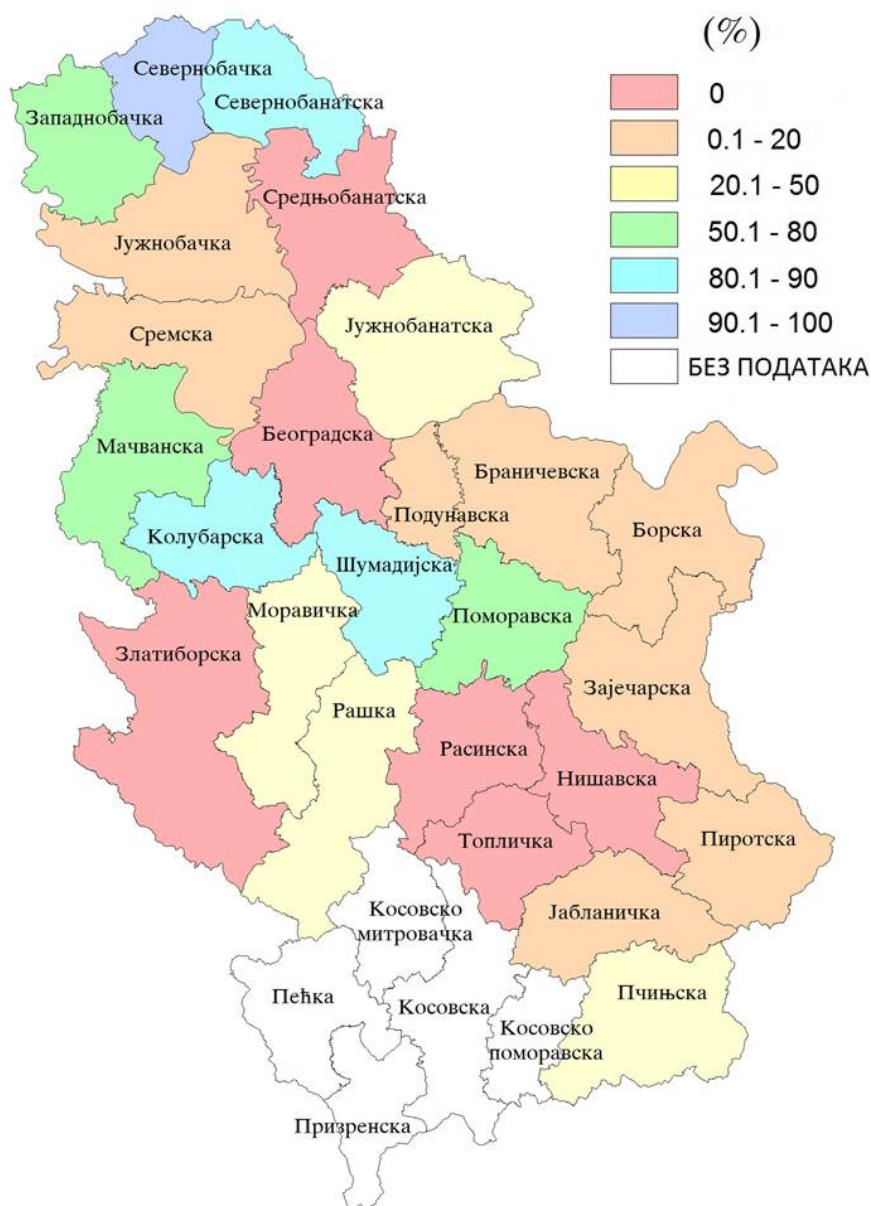 (%)
0
0.1 - 20
20.1 - 50
50.1 - 80
80.1 - 90
90.1 - 100
БЕЗ ПОДАТАКА
Севернобачка
Севернобанатска
Западнобачка
Средњобанатска
Јужнобачка
Јужнобанатска
Сремска
Београдска
Мачванска
Браничевска
Подунавска
Борска
Колубарска
Шумадијска
Моравичка
Поморавска
Златиборска
Зајечарска
Рашка
Расинска
Нишавска
Топличка
Пиротска
Јабланичка
Косовско
митровачка
Пећка
Косовска
Пчињска
Косовско
поморавска
Призренска